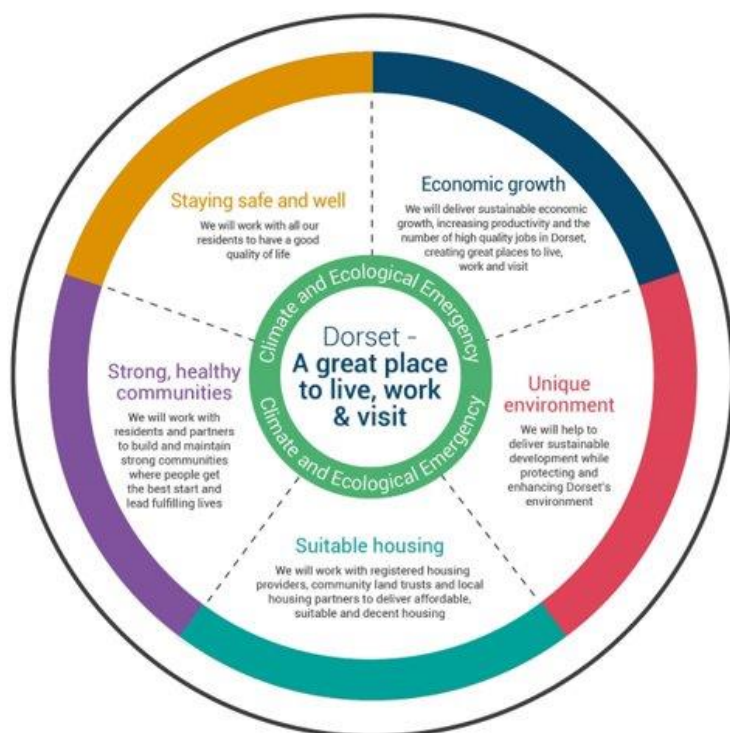 Staying safe and well
We will work with all our
residents to have a good
quality of life
Economic growth
We will deliver sustainable economic
growth, increasing productivity and the
number of high quality jobs in Dorset,
creating great places to live,
work and visit
Climate and Ecological Emergency
Dorset -
A great place
to live, work
& visit
Climate and Ecological Emergency
Strong, healthy
communities
We will work with
residents and partners
to build and maintain
strong communities
where people get
the best start and
lead fulfilling lives
Unique
environment
We will help to
deliver sustainable
development while
protecting and
enhancing Dorset's
environment
Suitable housing
We will work with registered housing
providers, community land trusts and local
housing partners to deliver affordable,
suitable and decent housing